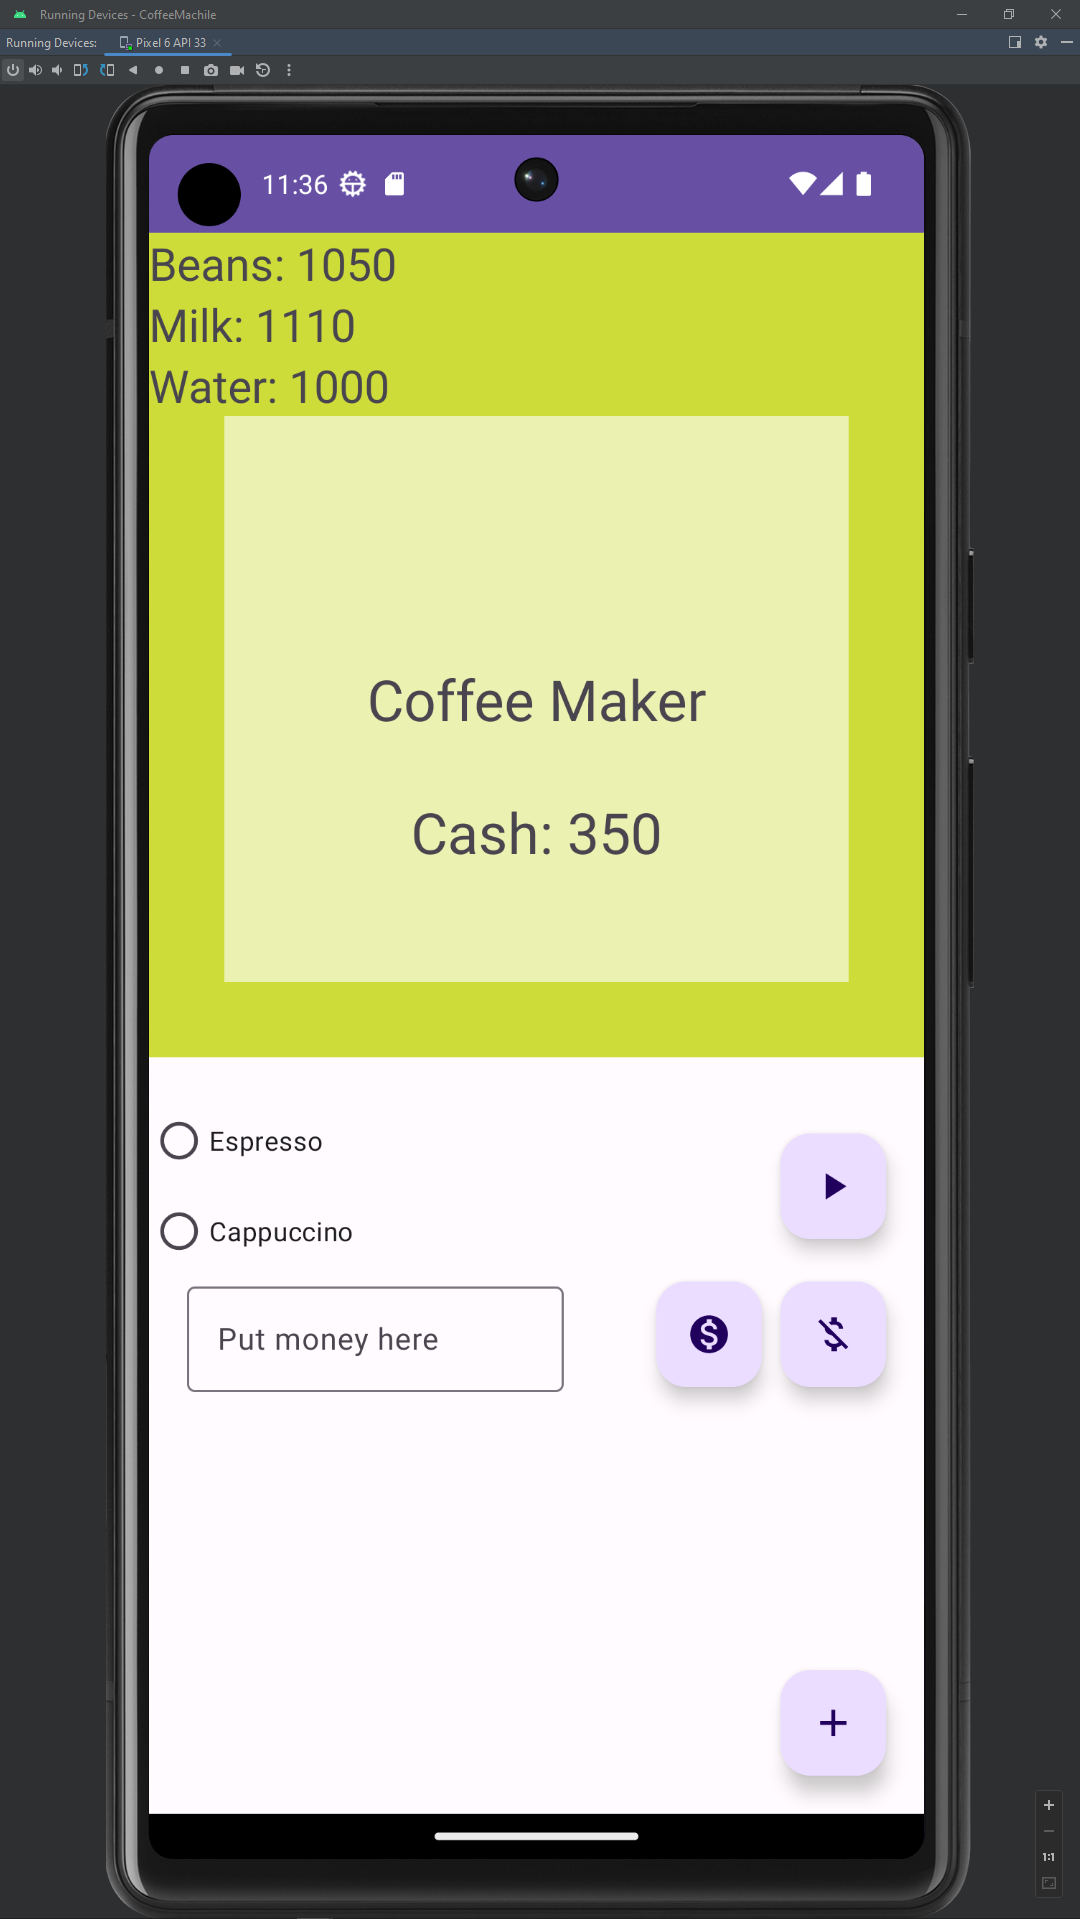 Running Devices - CoffeeMachile
Running Devices: Pixel 6 API 33
11:36
Beans: 1050
Milk: 1110
Water: 1000
Coffee Maker
Cash: 350
Espresso
Cappuccino
Put money here
1:1